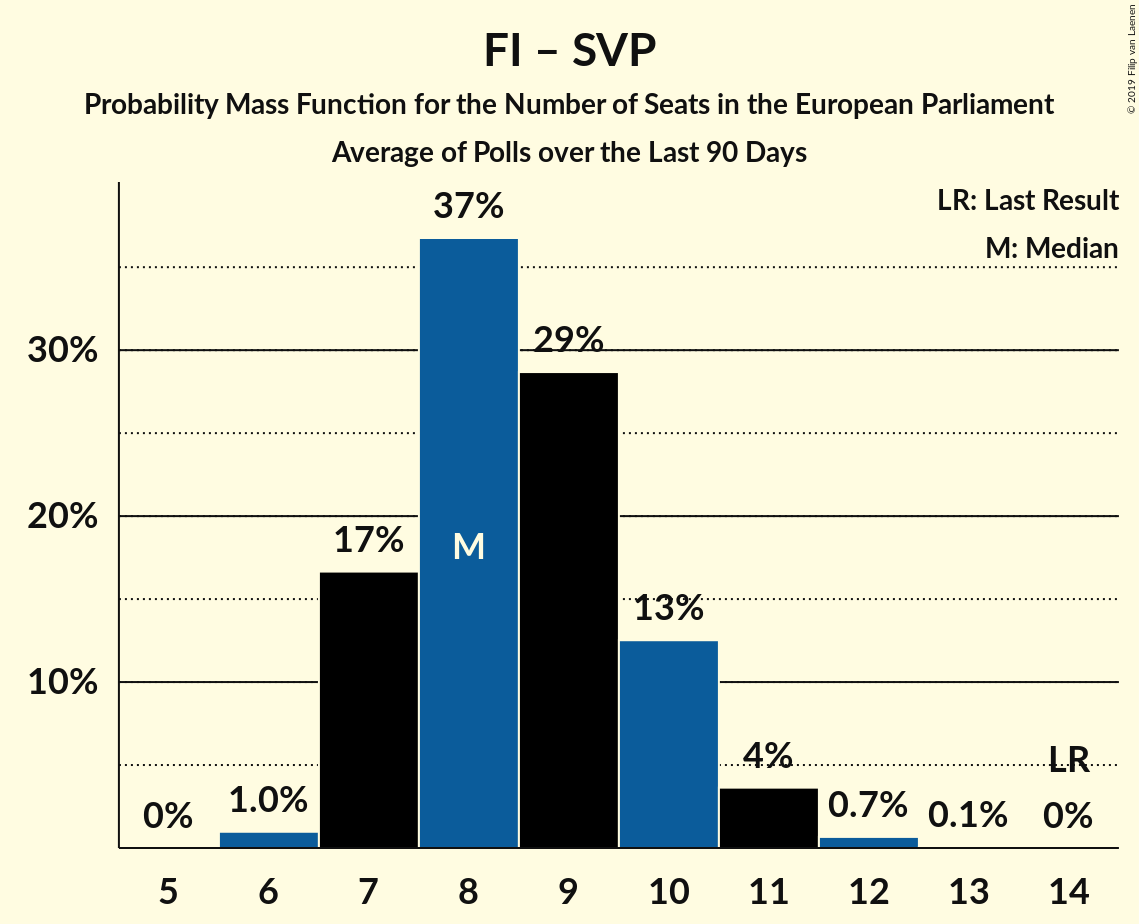 FI – SVP
Probability Mass Function for the Number of Seats in the European Parliament
Average of Polls over the Last 90 Days
© 2019 Filip van Laenen
LR: Last Result
M: Median
37%
29%
30%
20%
17%
M
13%
10%
4%
LR
0%
1.0%
0.7%
0.1%
0%
5 6 7 8 9 10 11 12 13 14